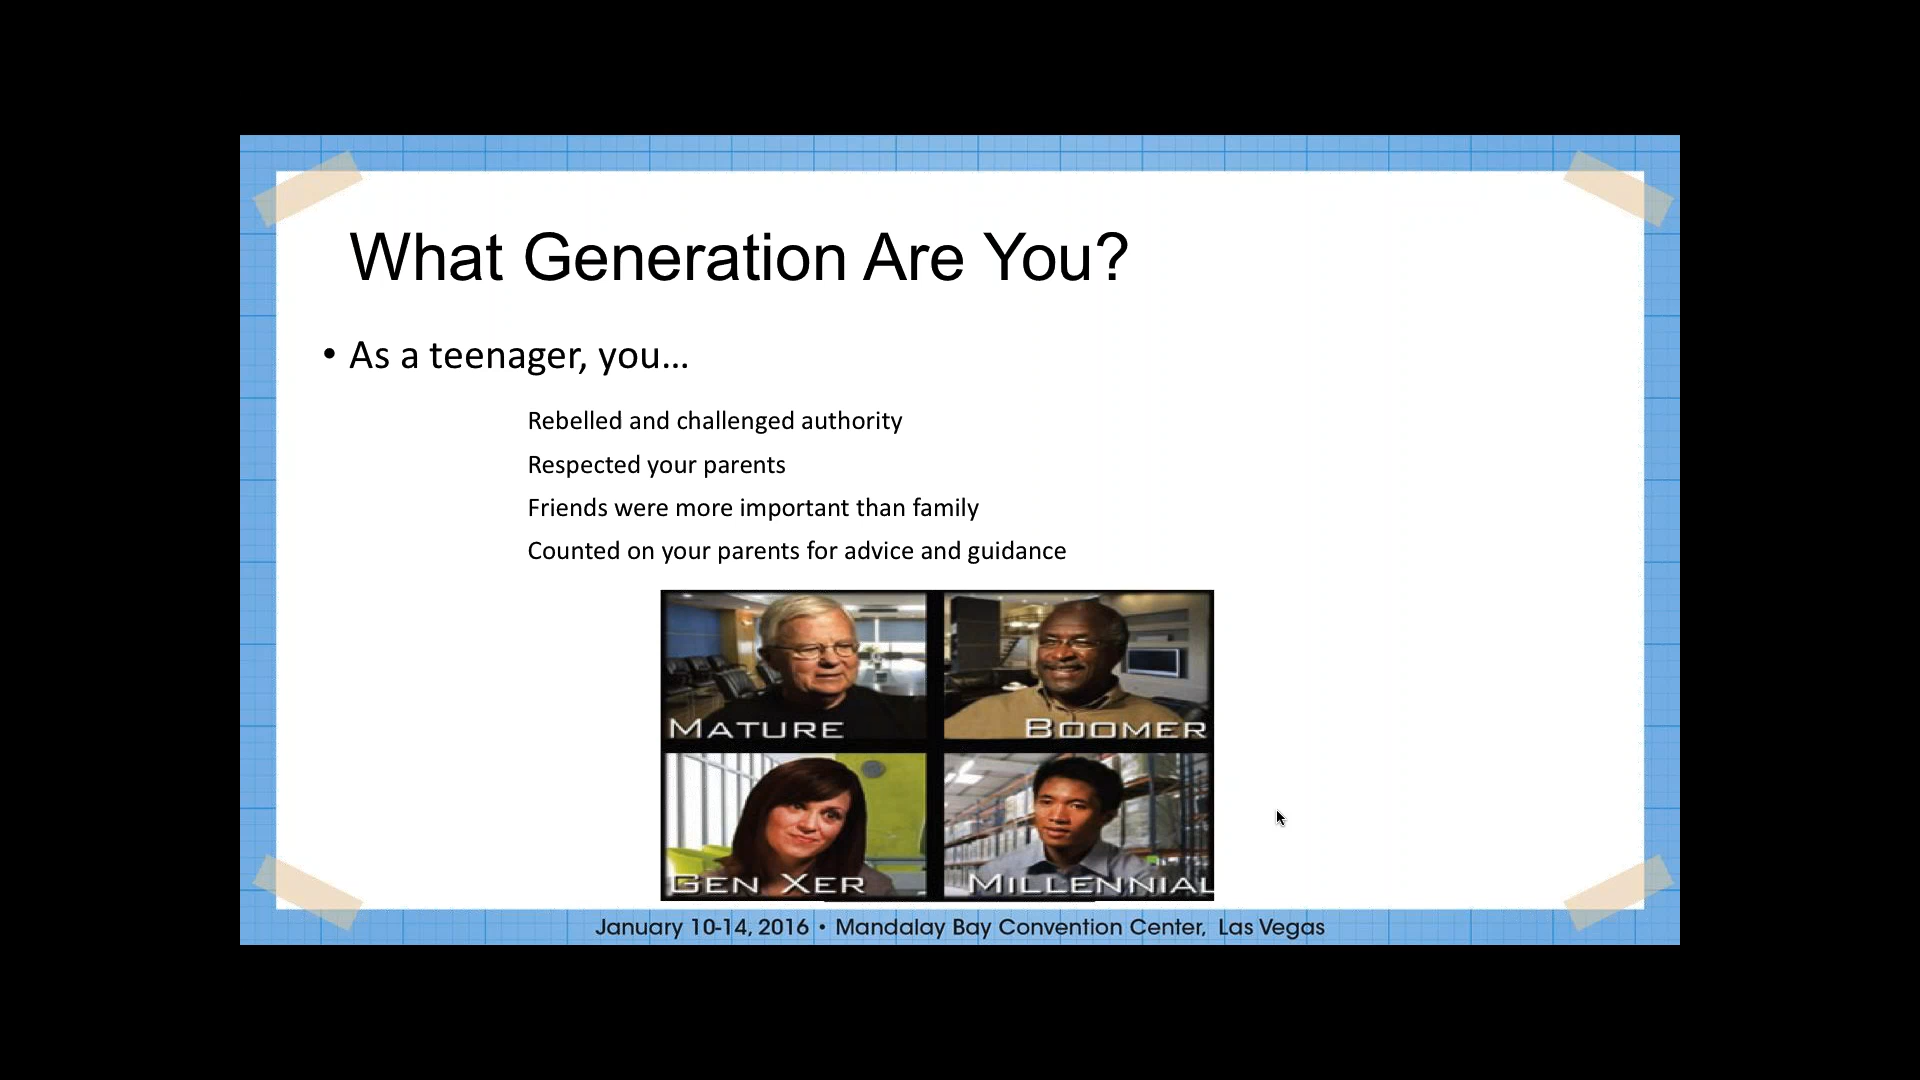 What Generation Are You?
• As a teenager, you...
Rebelled and challenged authority
Respected your parents
Friends were more important than family
Counted on your parents for advice and guidance
MATURE
BOOMER
GEN XER
MILLENNIAL
January 10-14, 2016 • Mandalay Bay Convention Center, Las Vegas